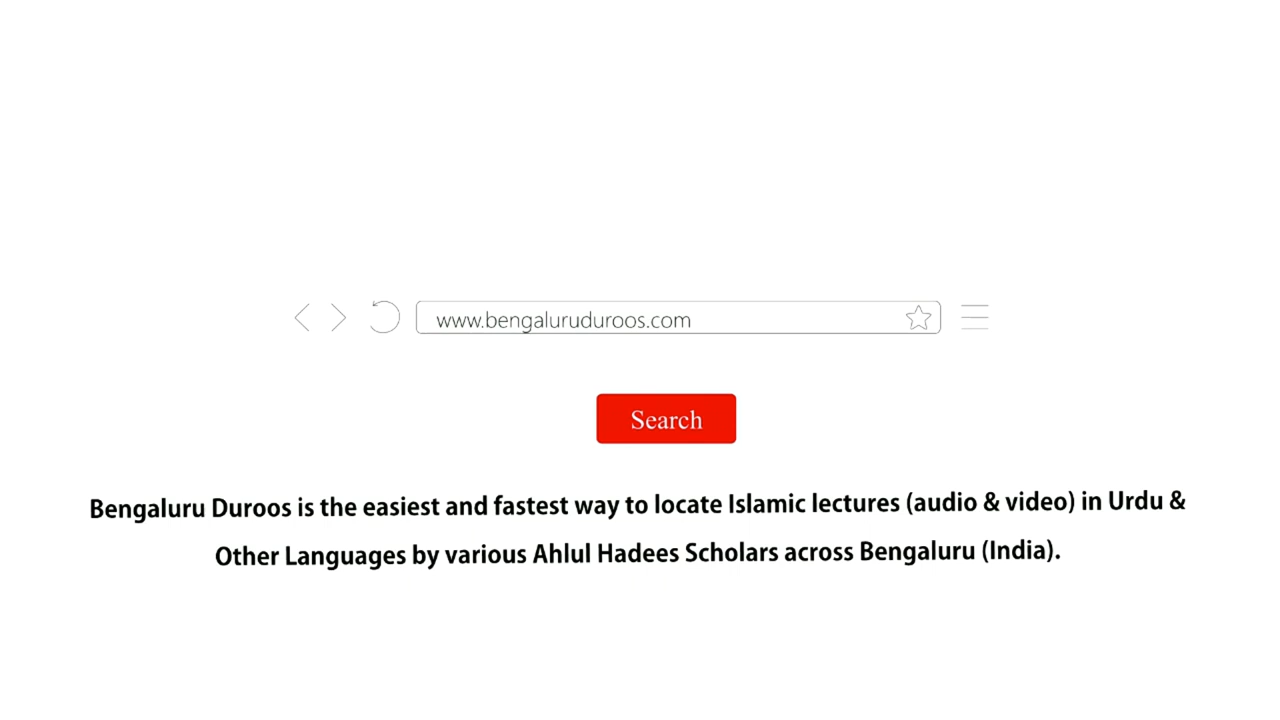 www.bengaluruduroos.com
Search
Bengaluru Duroos is the easiest and fastest way to locate Islamic lectures (audio & video) in Urdu &
Other Languages by various Ahlul Hadees Scholars across Bengaluru (India).